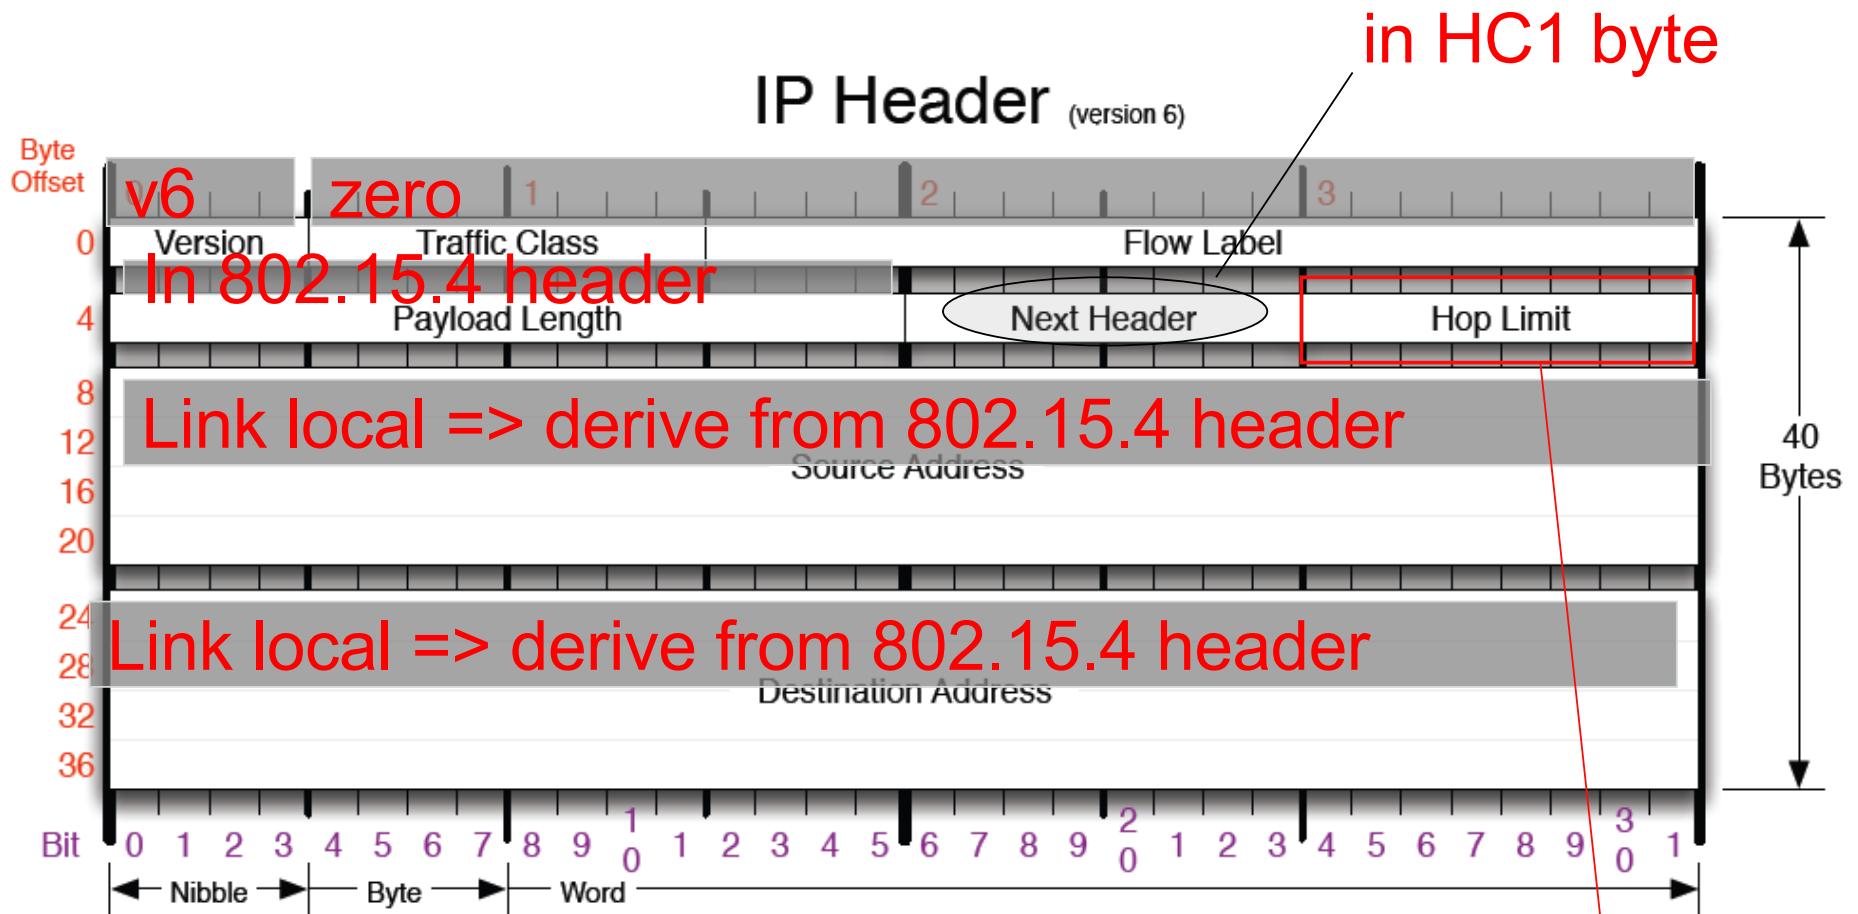 in HC1 byte
IP Header (version 6)
Byte
Offset
v6 zero
0 1 2 3
0 Version Traffic Class Flow Label
In 802.15.4 header
4 Payload Length Next Header Hop Limit
8
Link local => derive from 802.15.4 header
12
Source Address
16
20
40
Bytes
24
Link local => derive from 802.15.4 header
28
Destination Address
32
36
Bit 0 1 2 3 4 5 6 7 8 9 10 1 2 3 4 5 6 7 8 9 20 1 2 3 4 5 6 7 8 9 30 1
Nibble Byte Word